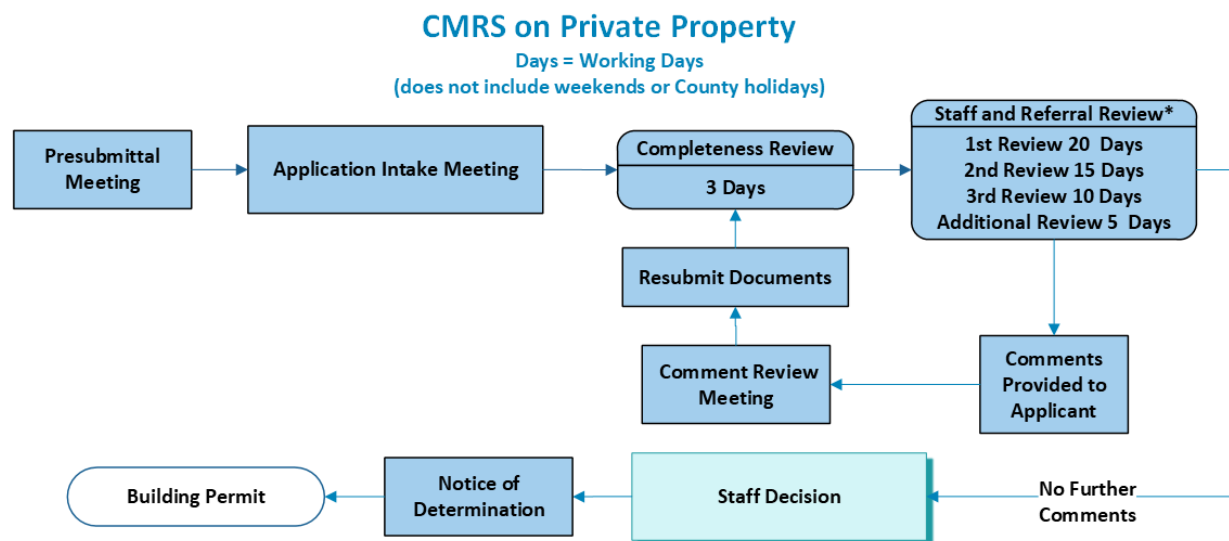 CMRS on Private Property
Days = Working Days
(does not include weekends or County holidays)
Presubmittal
Meeting
Application Intake Meeting
Completeness Review
3 Days
Staff and Referral Review*
1st Review 20 Days
2nd Review 15 Days
3rd Review 10 Days
Additional Review 5 Days
Resubmit Documents
Comment Review
Meeting
Comments
Provided to
Applicant
Building Permit
Notice of
Determination
Staff Decision
No Further
Comments